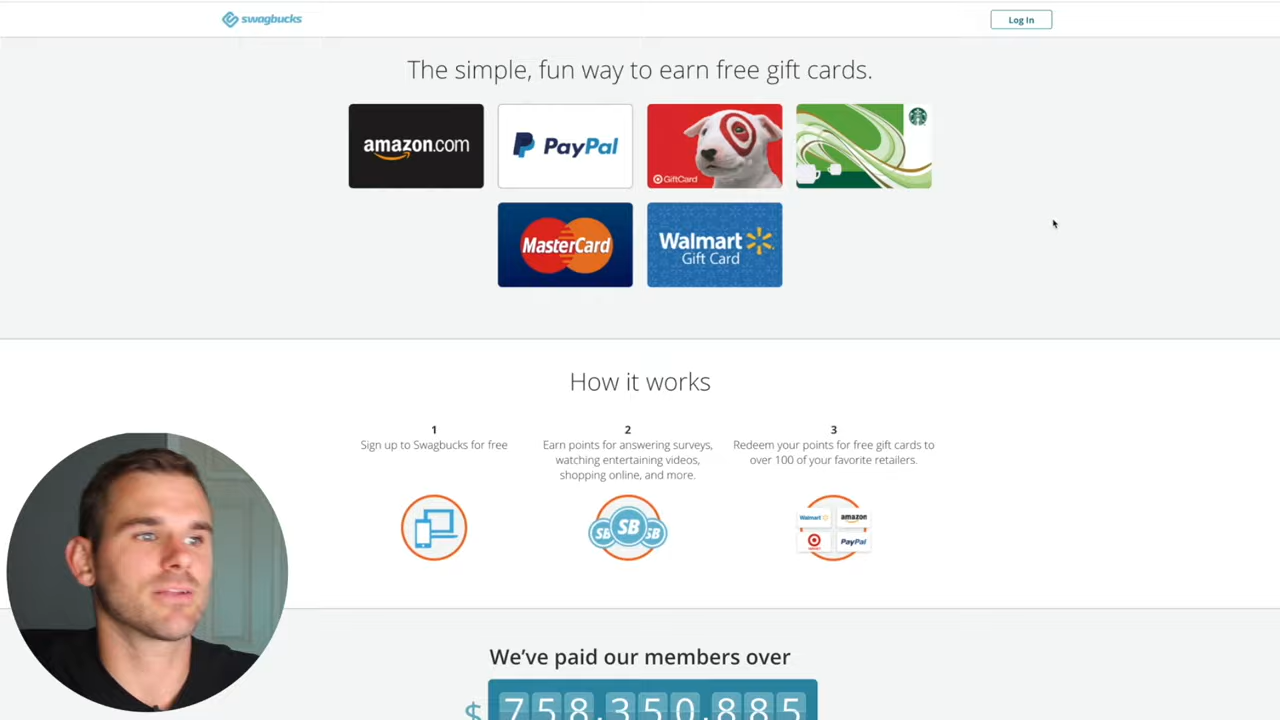 swagbucks
Log In
The simple, fun way to earn free gift cards.
amazon.com
PayPal
GiftCard
MasterCard
Walmart
Gift Card
How it works
1
Sign up to Swagbucks for free
2
Earn points for answering surveys,
watching entertaining videos,
shopping online, and more.
3
Redeem your points for free gift cards to
over 100 of your favorite retailers.
SB SB SB
Walmart amazon
PayPal
We've paid our members over
$ 758,350,885